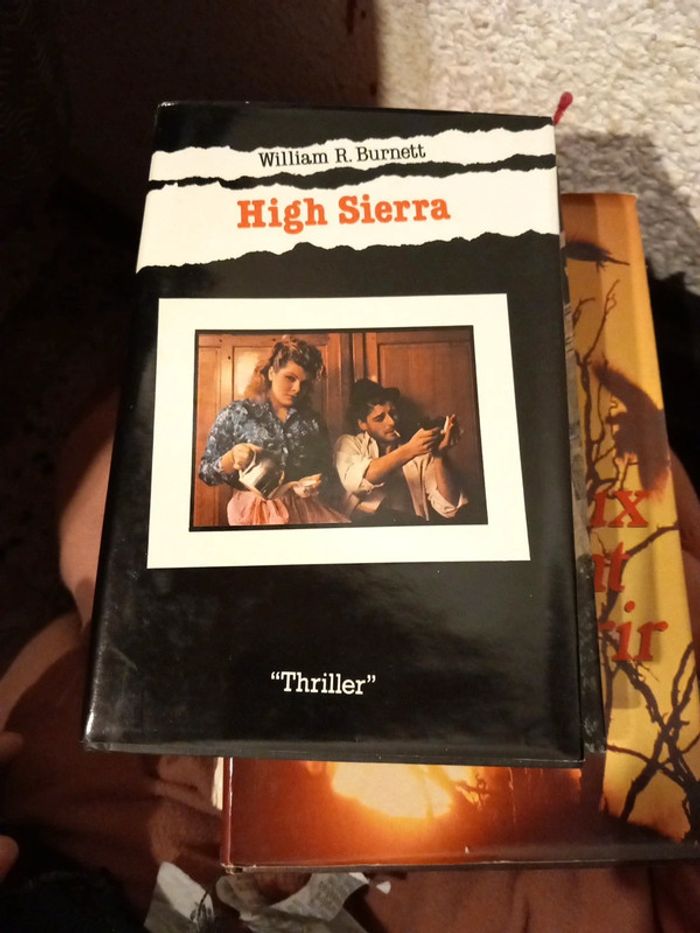 William R. Burnett
High Sierra
“Thriller”